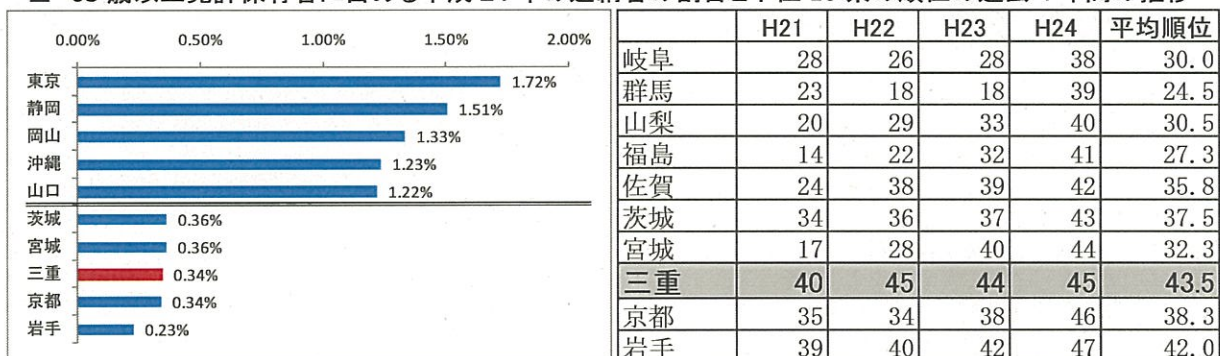 0.00% 0.50% 1.00% 1.50% 2.00%
東京 1.72%
静岡 1.51%
岡山 1.33%
沖縄 1.23%
山口 1.22%
茨城 0.36%
宮城 0.36%
三重 0.34%
京都 0.34%
岩手 0.23%
H21 H22 H23 H24 平均順位
岐阜 28 26 28 38 30.0
群馬 23 18 18 39 24.5
山梨 20 29 33 40 30.5
福島 14 22 32 41 27.3
佐賀 24 38 39 42 35.8
茨城 34 36 37 43 37.5
宮城 17 28 40 44 32.3
三重 40 45 44 45 43.5
京都 35 34 38 46 38.3
岩手 39 40 42 47 42.0